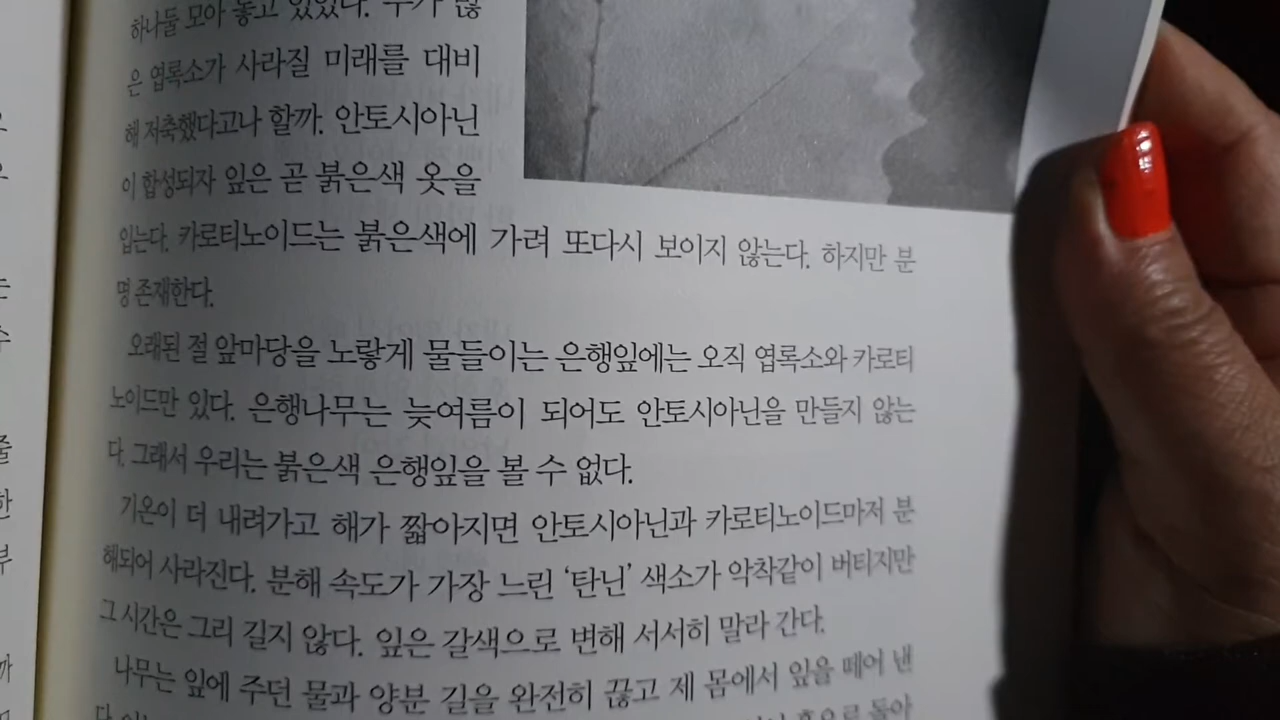 하나들 모아 놓고 있었다.
은 엽록소가 사라질 미래를 대비
해 저축했다고나 할까. 안토시아닌
이 합성되자 잎은 곧 붉은색 옷을
입는다. 카로티노이드는 붉은색에 가려 또다시 보이지 않는다. 하지만 분
명 존재한다.
오래된 절 앞마당을 노랗게 물들이는 은행잎에는 오직 엽록소와 카로티
노이드만 있다. 은행나무는 늦여름이 되어도 안토시아닌을 만들지 않는
다. 그래서 우리는 붉은색 은행잎을 볼 수 없다.
기온이 더 내려가고 해가 짧아지면 안토시아닌과 카로티노이드마저 분
해되어 사라진다. 분해 속도가 가장 느린 ‘탄닌’ 색소가 악착같이 버티지만
그 시간은 그리 길지 않다. 잎은 갈색으로 변해 서서히 말라 간다.
나무는 잎에 주던 물과 양분 길을 완전히 끊고 제 몸에서 잎을 떼어 낸